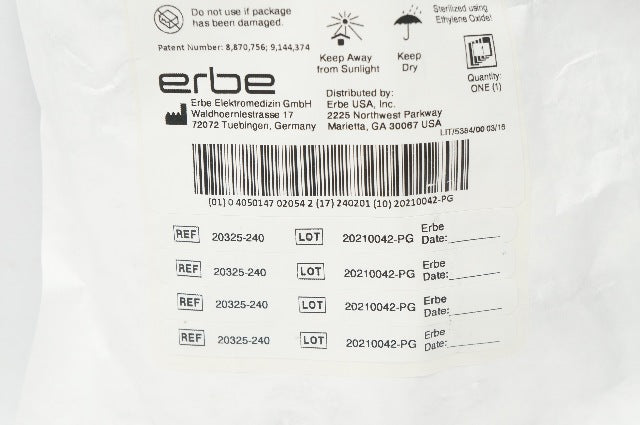 Do not use if package
has been damaged.
Sterilized using
Ethylene Oxide!
Patent Number: 8,870,756; 9,144,374
Keep Away
from Sunlight
Keep
Dry
1
Quantity:
ONE (1)
erbe
Erbe Elektromedizin GmbH
Waldhoernlestrasse 17
72072 Tuebingen, Germany
Distributed by:
Erbe USA, Inc.
2225 Northwest Parkway
Marietta, GA 30067 USA
LIT/5384/00 03/16
(01) 0 4050147 02054 2 (17) 240201 (10) 20210042-PG
REF 20325-240 LOT 20210042-PG Erbe
Date:
REF 20325-240 LOT 20210042-PG Erbe
Date:
REF 20325-240 LOT 20210042-PG Erbe
Date:
REF 20325-240 LOT 20210042-PG Erbe
Date: